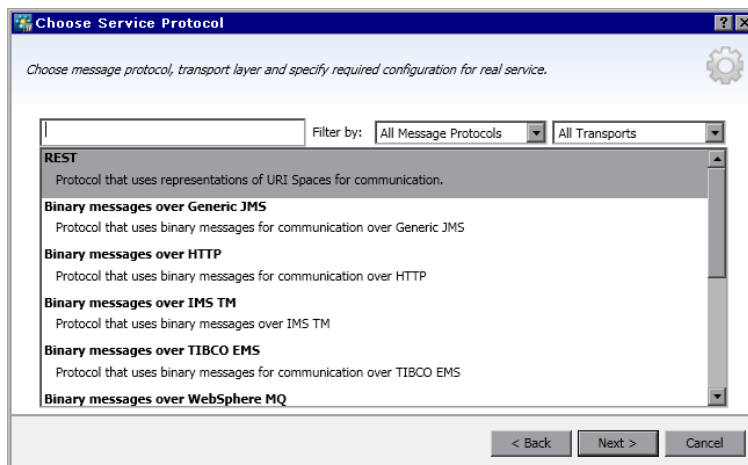 Choose Service Protocol
Choose message protocol, transport layer and specify required configuration for real service.
Filter by: All Message Protocols All Transports
REST
Protocol that uses representations of URI Spaces for communication.
Binary messages over Generic JMS
Protocol that uses binary messages for communication over Generic JMS
Binary messages over HTTP
Protocol that uses binary messages for communication over HTTP
Binary messages over IMS TM
Protocol that uses binary messages over IMS TM
Binary messages over TIBCO EMS
Protocol that uses binary messages for communication over TIBCO EMS
Binary messages over WebSphere MQ
< Back Next > Cancel